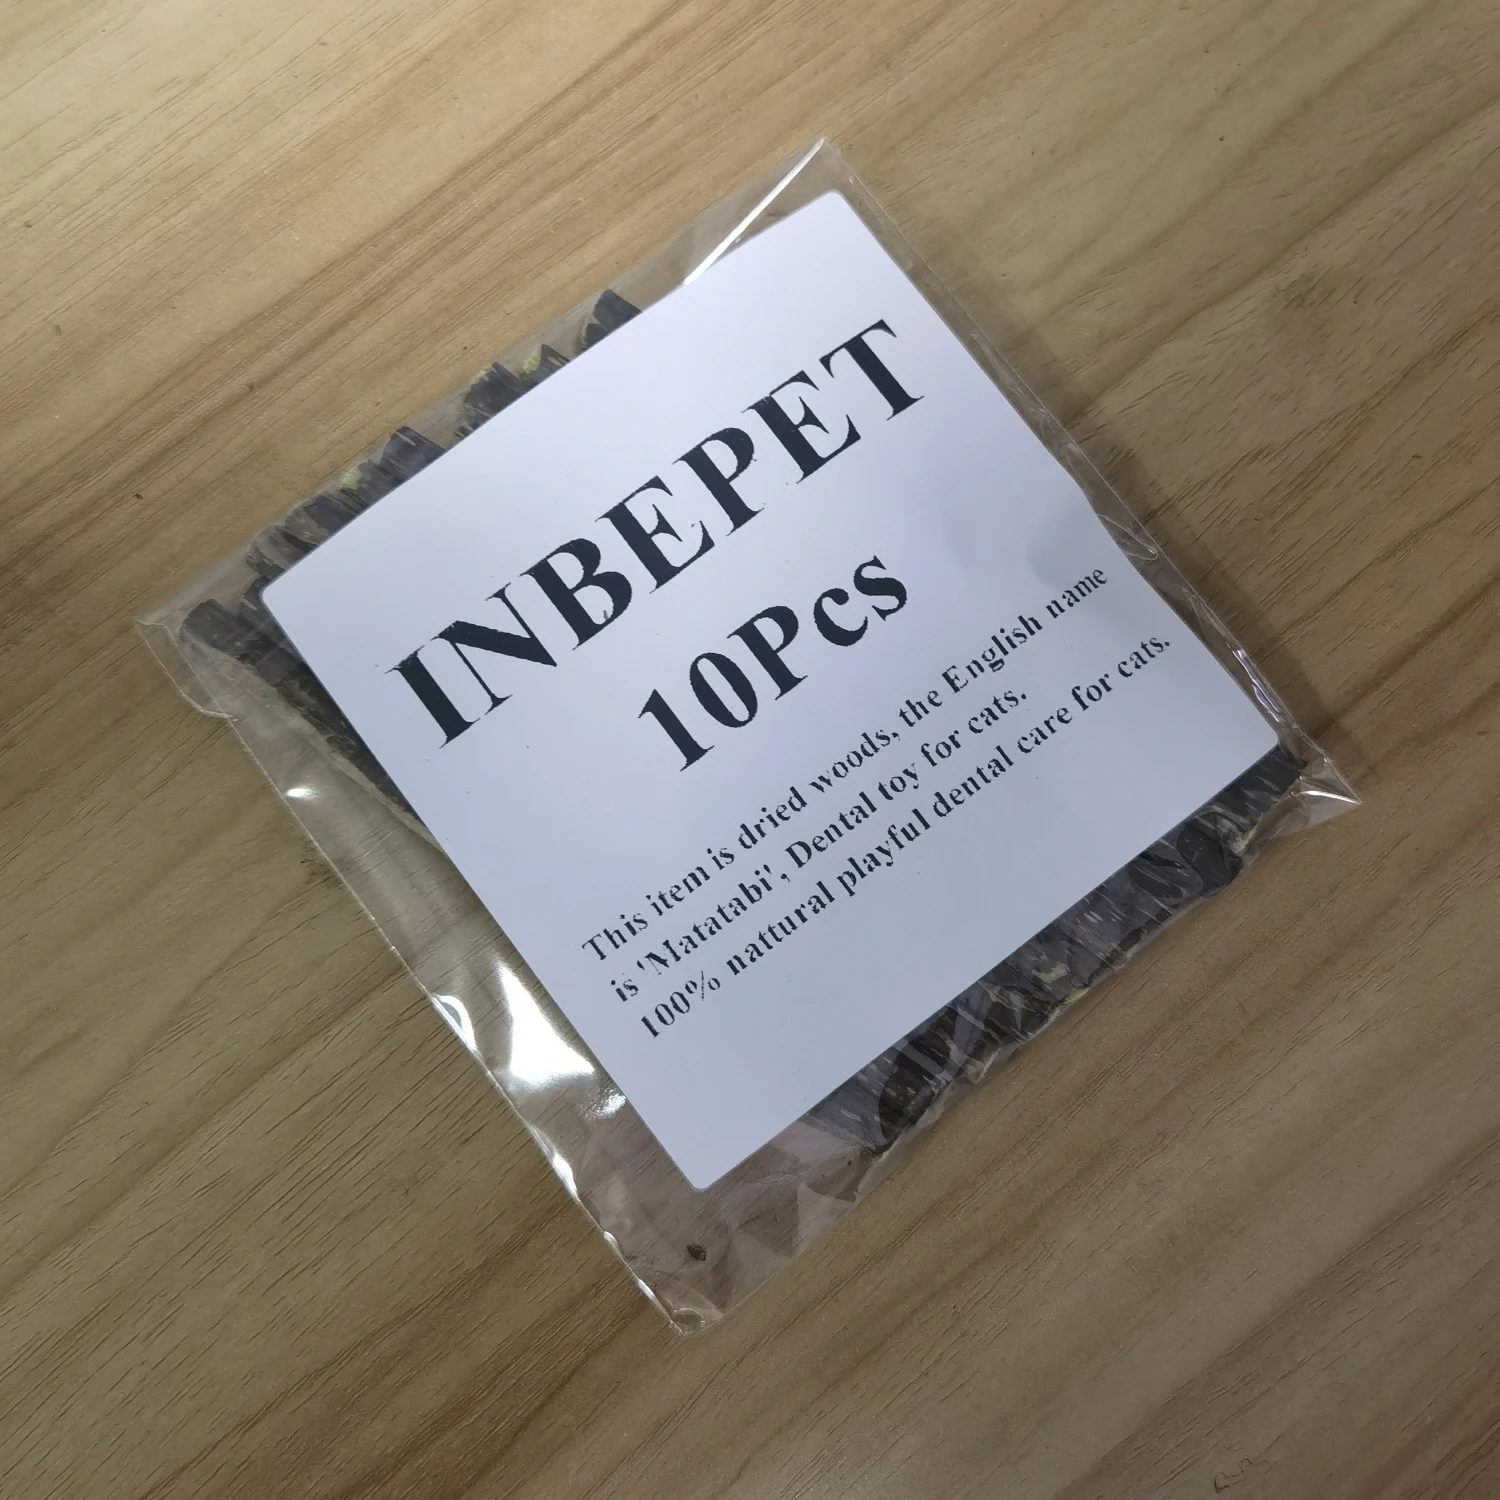 INBEPET
10Pcs
This item is dried woods, the English name
is 'Matatabi', Dental toy for cats.
100% nattural playful dental care for cats.